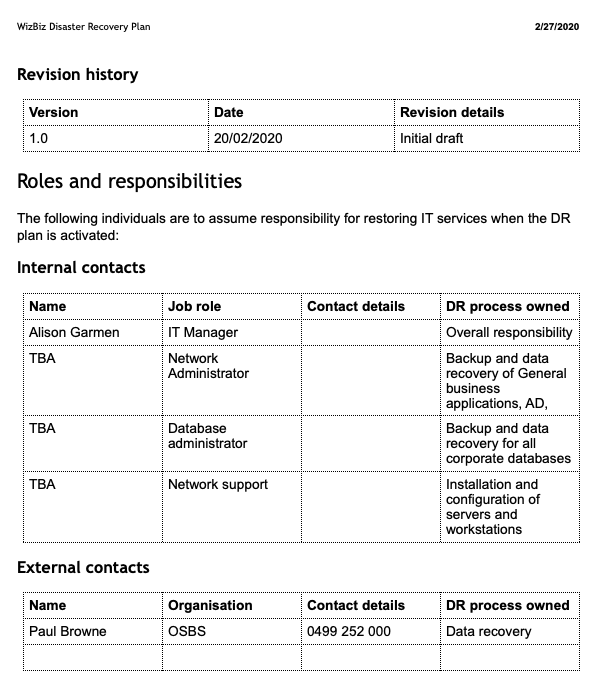 WizBiz Disaster Recovery Plan 2/27/2020
Revision history
Version Date Revision details
1.0 20/02/2020 Initial draft
Roles and responsibilities
The following individuals are to assume responsibility for restoring IT services when the DR
plan is activated:
Internal contacts
Name Job role Contact details DR process owned
Alison Garmen IT Manager Overall responsibility
TBA Network Backup and data
Administrator recovery of General
business
applications, AD,
TBA Database Backup and data
administrator recovery for all
corporate databases
TBA Network support Installation and
configuration of
servers and
workstations
External contacts
Name Organisation Contact details DR process owned
Paul Browne OSBS 0499 252 000 Data recovery